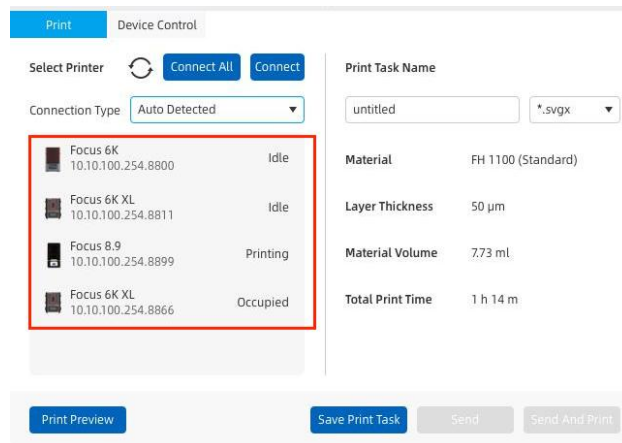 Print Device Control
Select Printer Connect All Connect
Connection Type Auto Detected
Focus 6K
10.10.100.254.8800 Idle
Focus 6K XL
10.10.100.254.8811 Idle
Focus 8.9
10.10.100.254.8899 Printing
Focus 6K XL
10.10.100.254.8866 Occupied
Print Task Name
untitled *.svgx
Material FH 1100 (Standard)
Layer Thickness 50 μm
Material Volume 7.73 ml
Total Print Time 1 h 14 m
Print Preview Save Print Task Send Send And Print